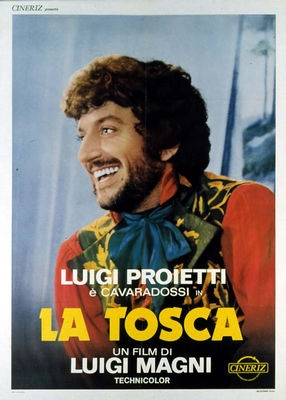 CINERIZ presenta
LUIGI PROIETTI
è CAVARADOSSI in
LA TOSCA
UN FILM DI
LUIGI MAGNI
TECHNICOLOR
CINERIZ